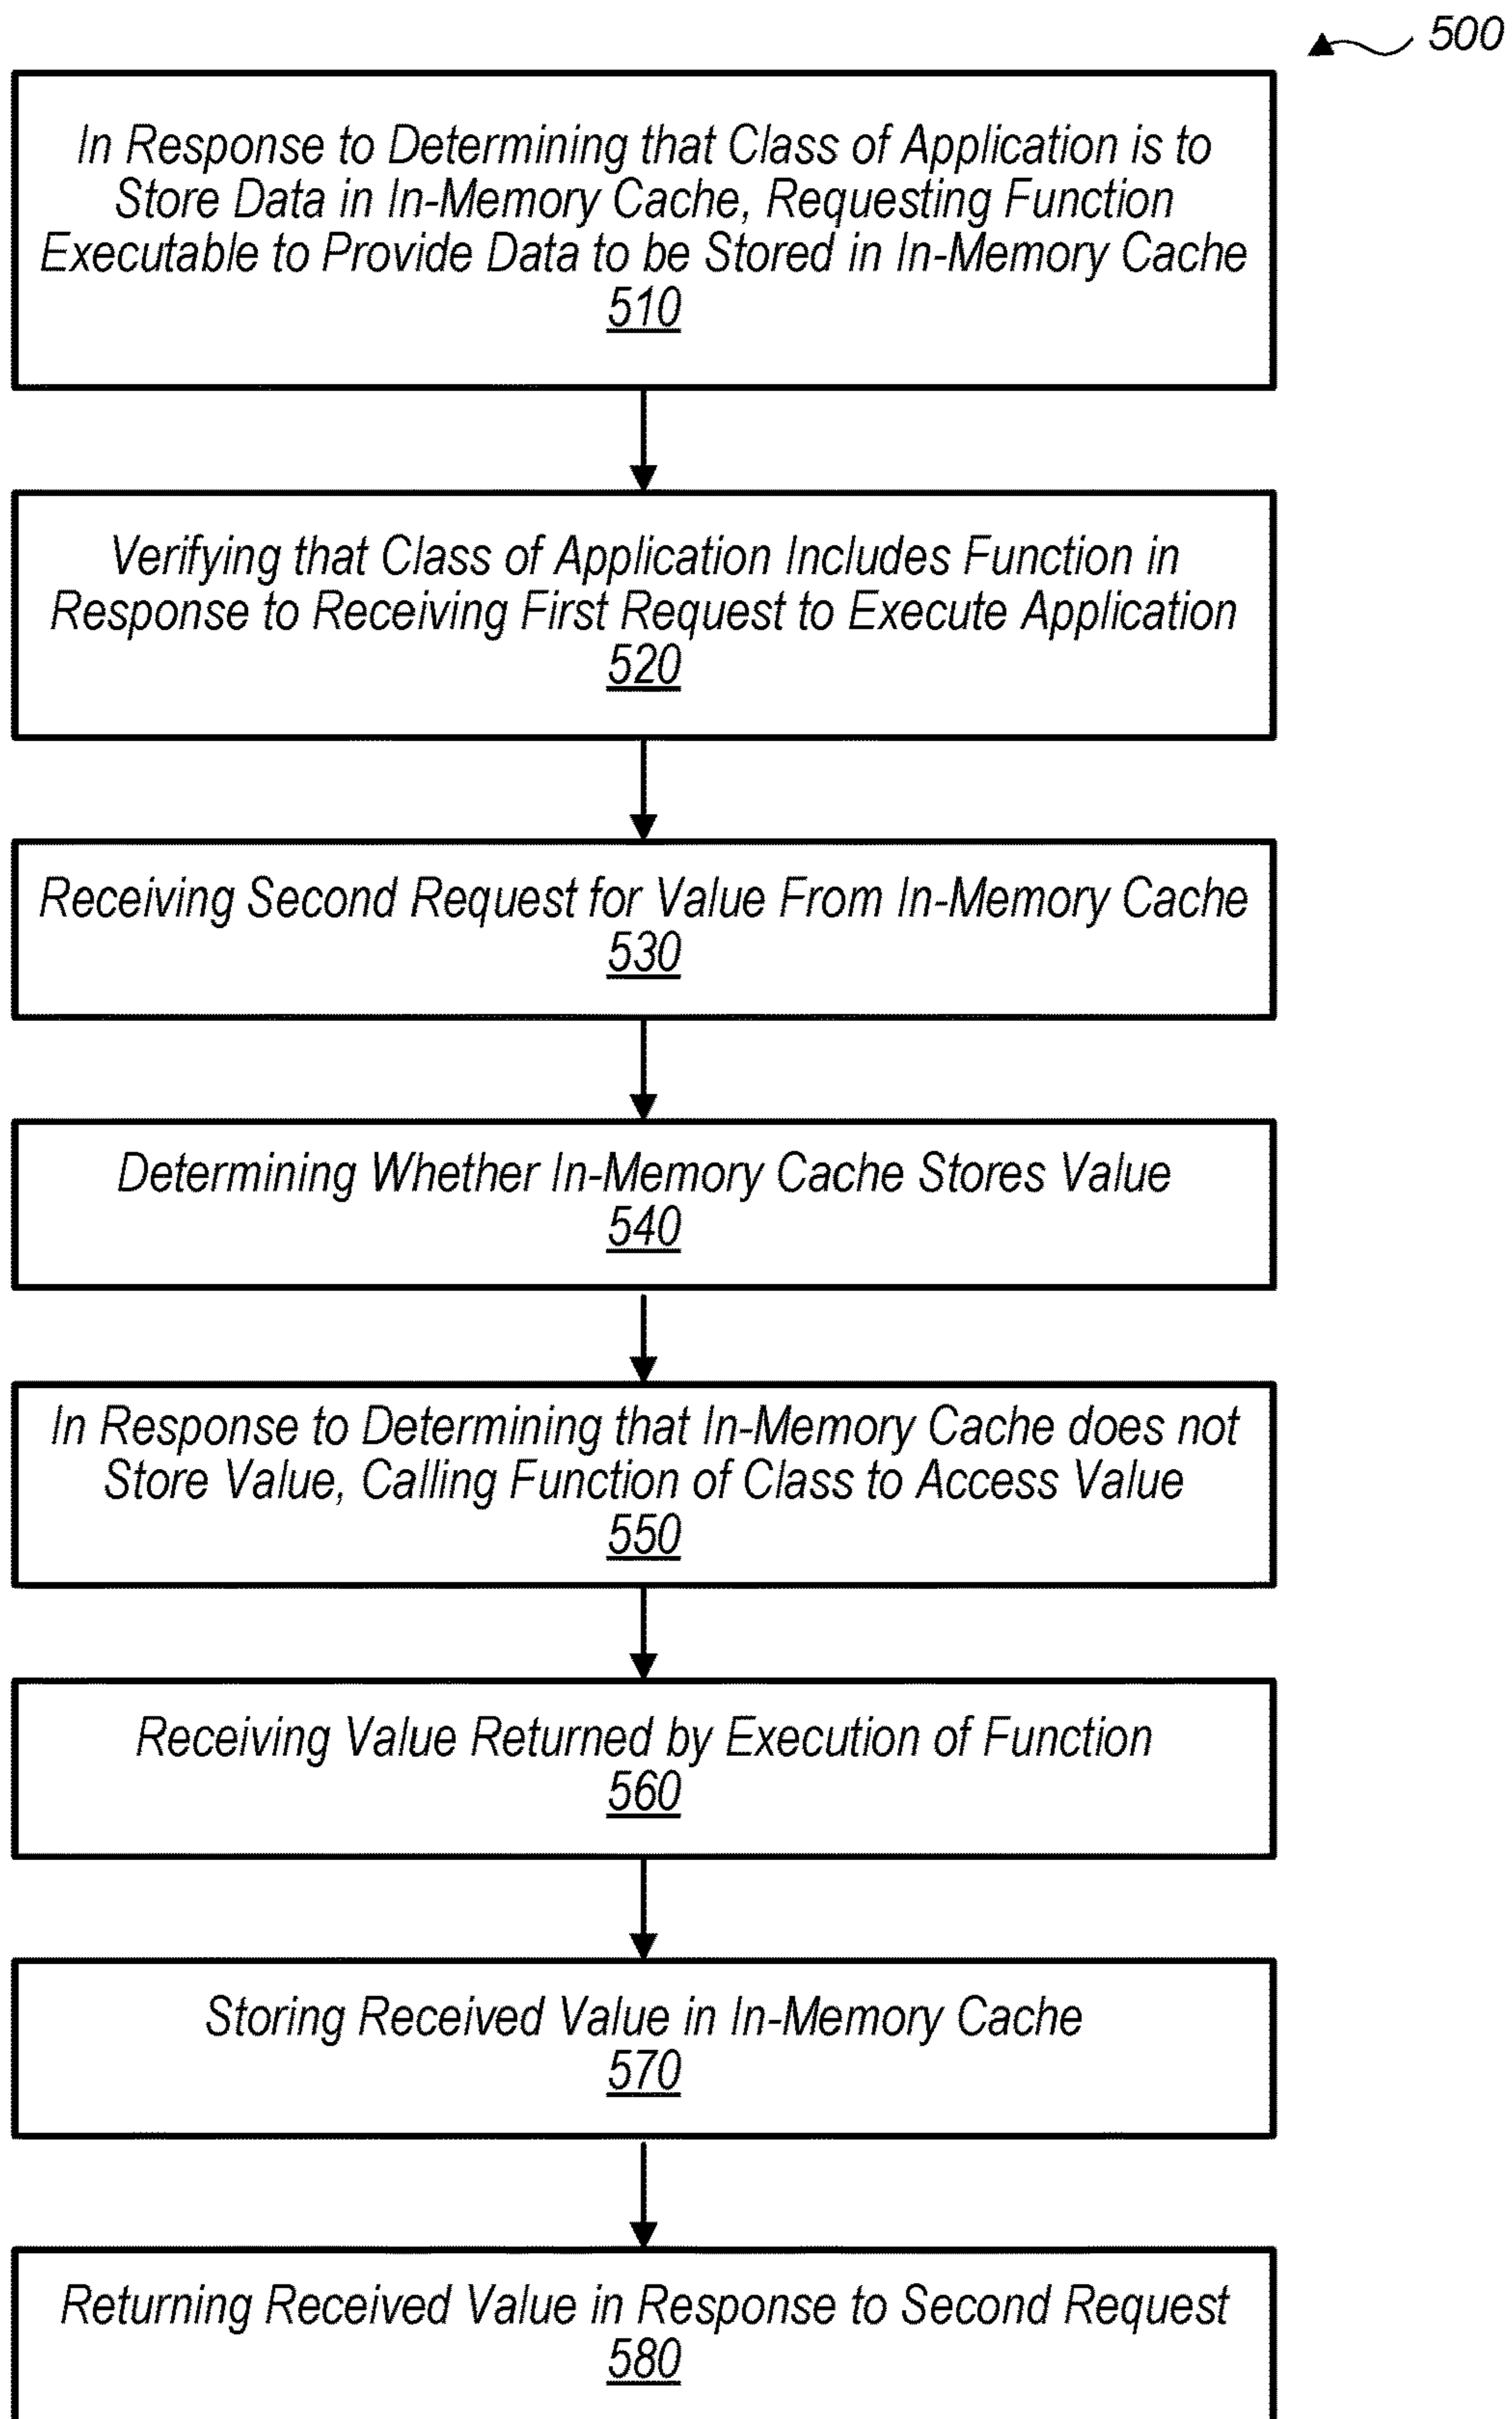 500
In Response to Determining that Class of Application is to
Store Data in In-Memory Cache, Requesting Function
Executable to Provide Data to be Stored in In-Memory Cache
510
Verifying that Class of Application Includes Function in
Response to Receiving First Request to Execute Application
520
Receiving Second Request for Value From In-Memory Cache
530
Determining Whether In-Memory Cache Stores Value
540
In Response to Determining that In-Memory Cache does not
Store Value, Calling Function of Class to Access Value
550
Receiving Value Returned by Execution of Function
560
Storing Received Value in In-Memory Cache
570
Returning Received Value in Response to Second Request
580